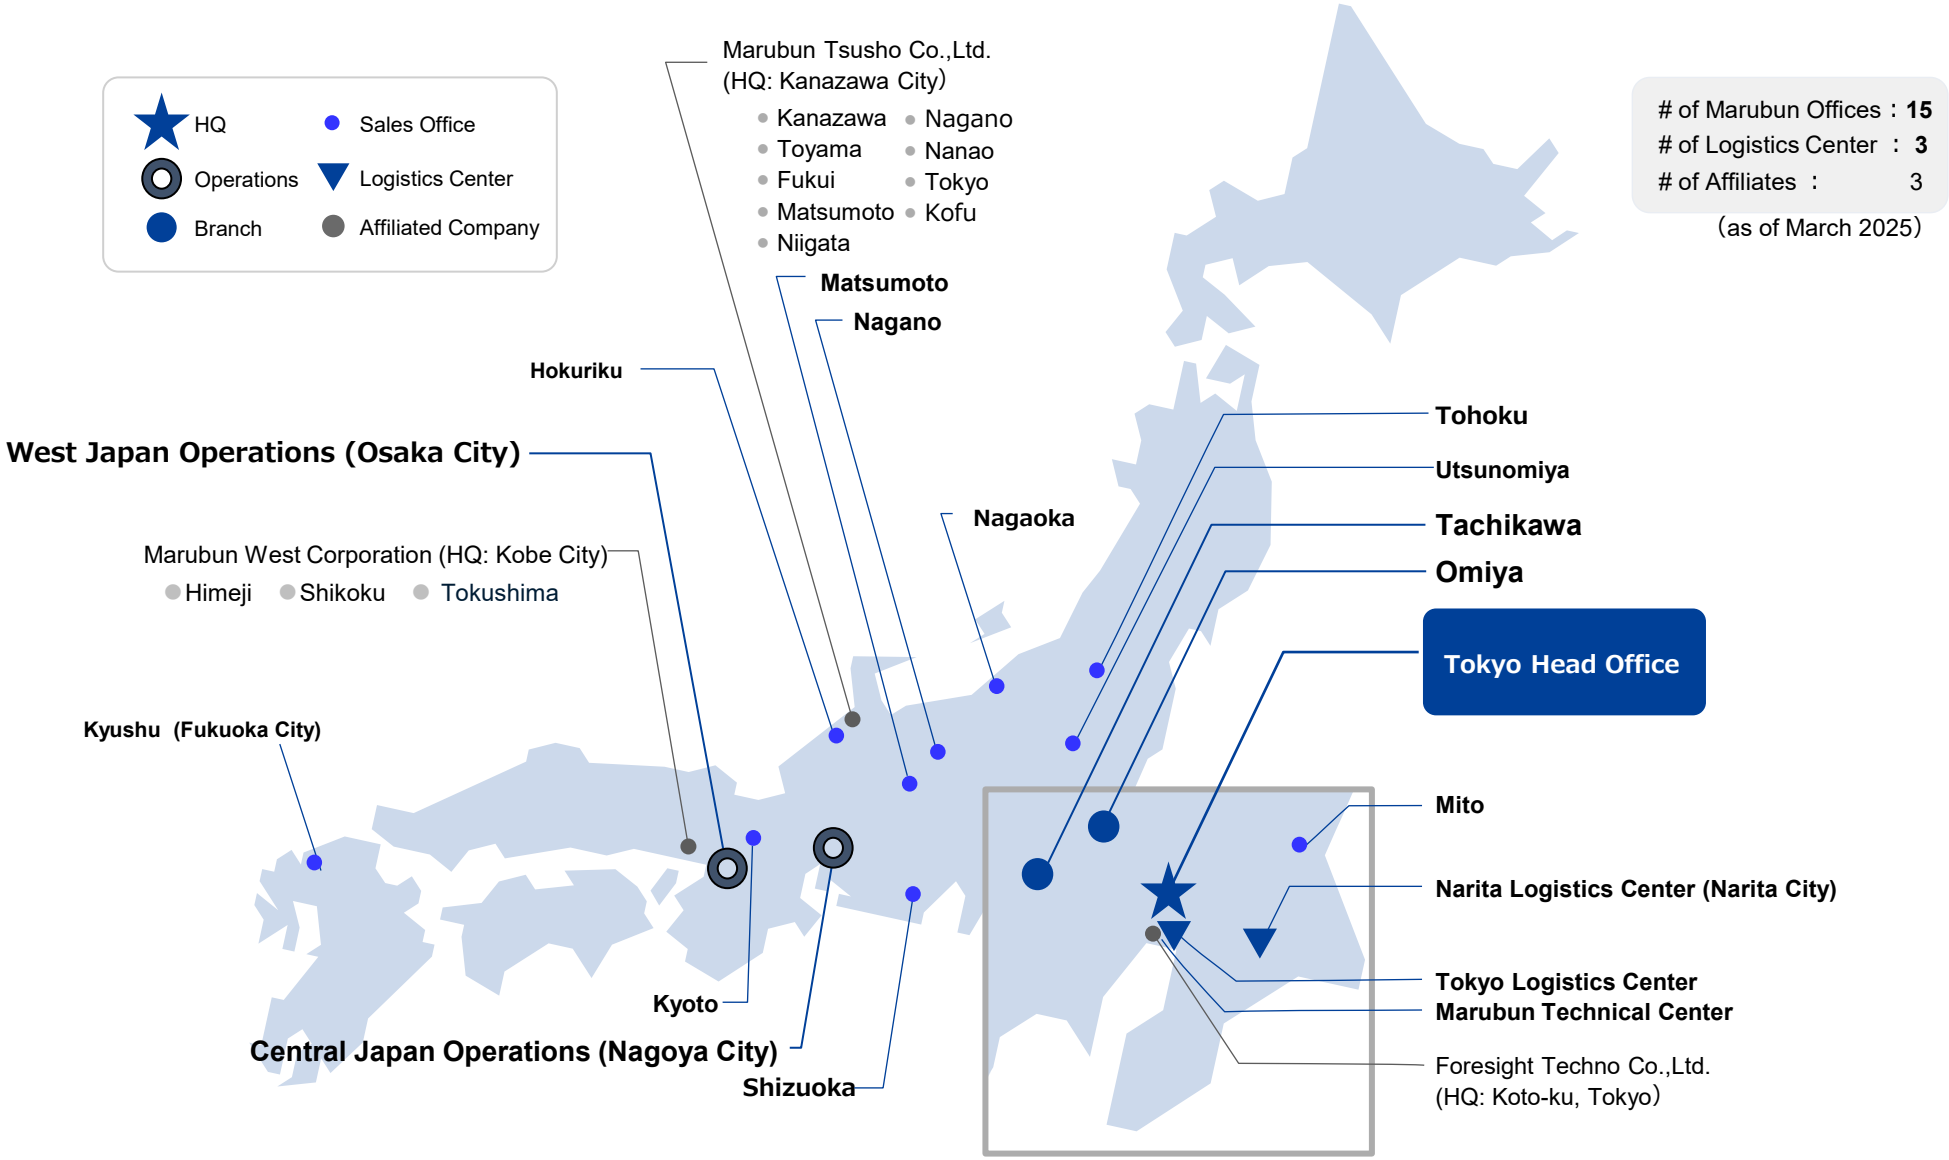 HQ
Sales Office
Operations
Logistics Center
Branch
Affiliated Company
Marubun Tsusho Co.,Ltd.
(HQ: Kanazawa City）
Kanazawa
Nagano
Toyama
Nanao
Fukui
Tokyo
Matsumoto
Kofu
Niigata
# of Marubun Offices：15
# of Logistics Center ：3
# of Affiliates ： 3
（as of March 2025）
Matsumoto
Nagano
Hokuriku
West Japan Operations (Osaka City)
Nagaoka
Marubun West Corporation (HQ: Kobe City)
Himeji
Shikoku
Tokushima
Kyushu (Fukuoka City)
Tohoku
Utsunomiya
Tachikawa
Omiya
Tokyo Head Office
Mito
Narita Logistics Center (Narita City)
Tokyo Logistics Center
Marubun Technical Center
Foresight Techno Co.,Ltd.
(HQ: Koto-ku, Tokyo）
Kyoto
Central Japan Operations (Nagoya City)
Shizuoka